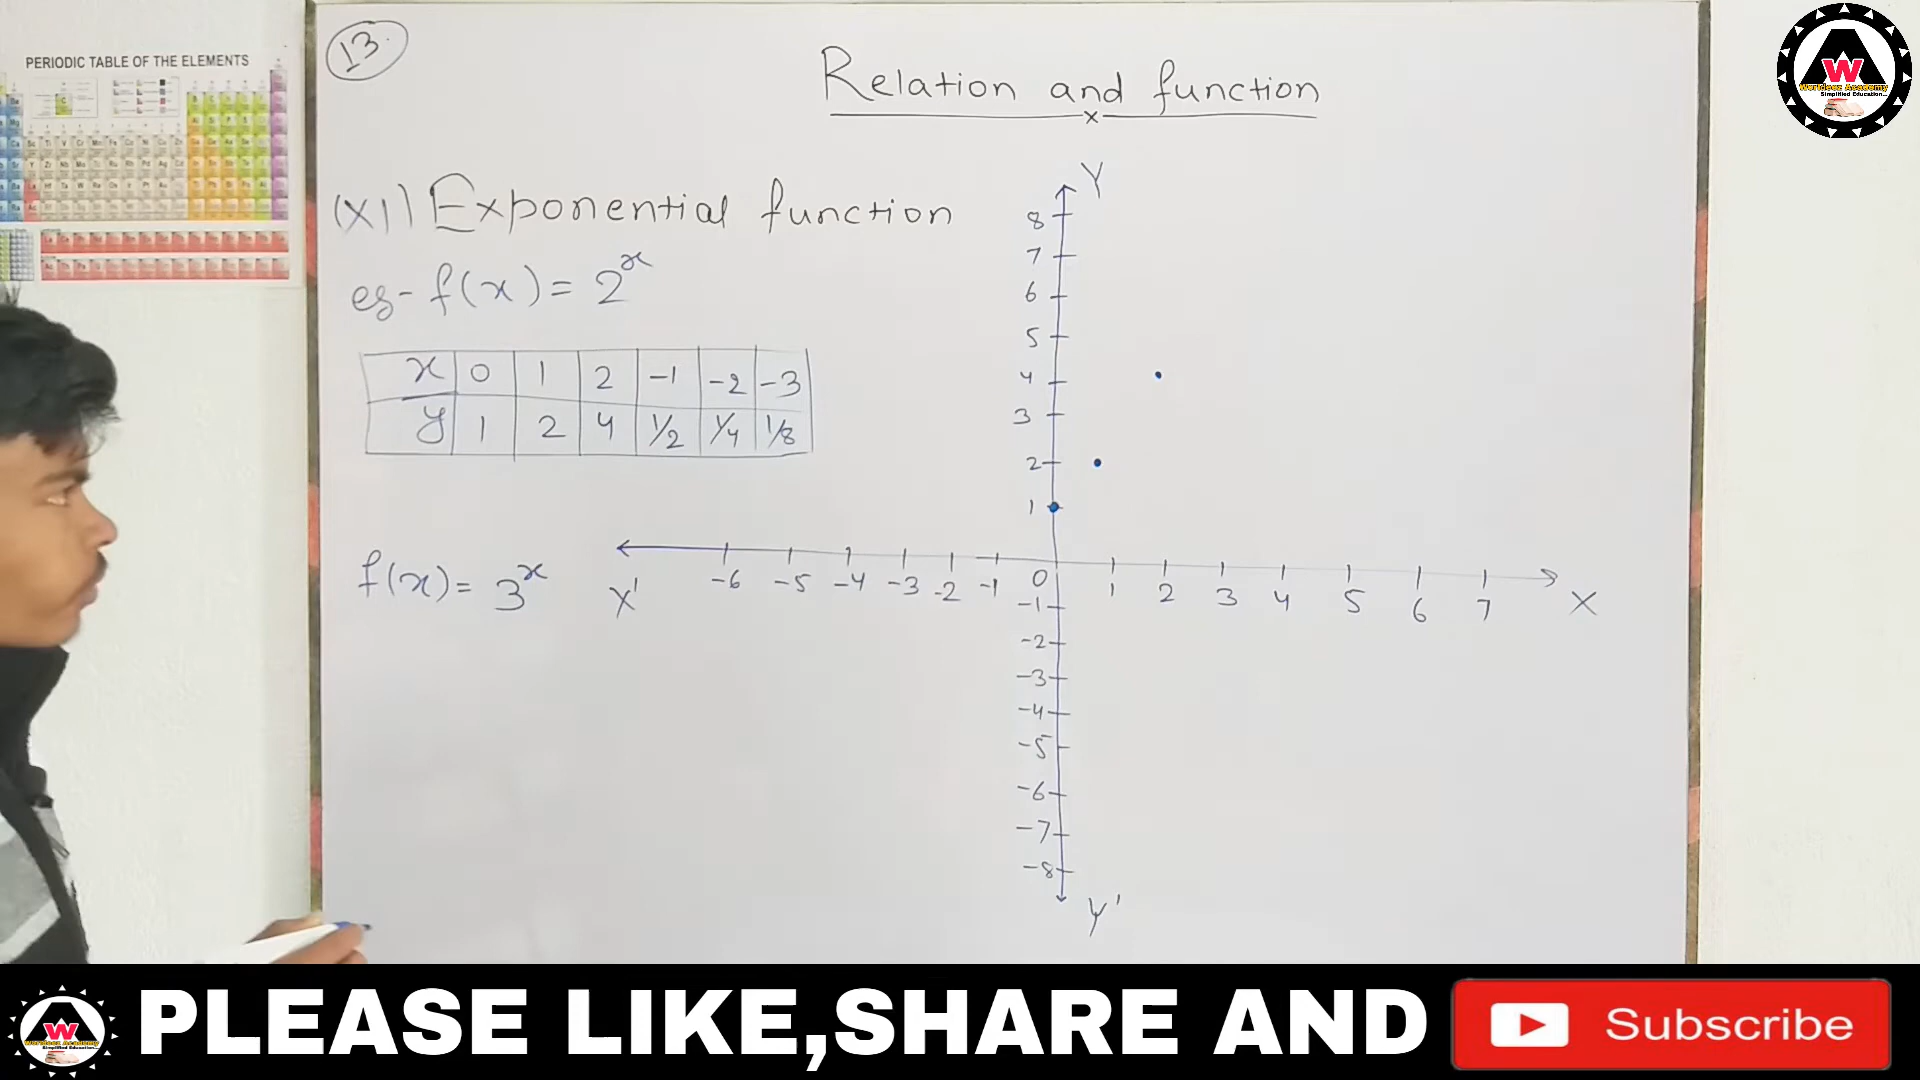 PERIODIC TABLE OF THE ELEMENTS
13.
Relation and function
x
(XI) Exponential function
eg- f(x) = 2^x
x 0 1 2 -1 -2 -3
y 1 2 4 1/2 1/4 1/8
f(x) = 3^x
Y
8
7
6
5
4
3
2
1
X' -6 -5 -4 -3 -2 -1 0 1 2 3 4 5 6 7 X
-1
-2
-3
-4
-5
-6
-7
-8
Y'
W
Simplified Education...
PLEASE LIKE,SHARE AND
Subscribe